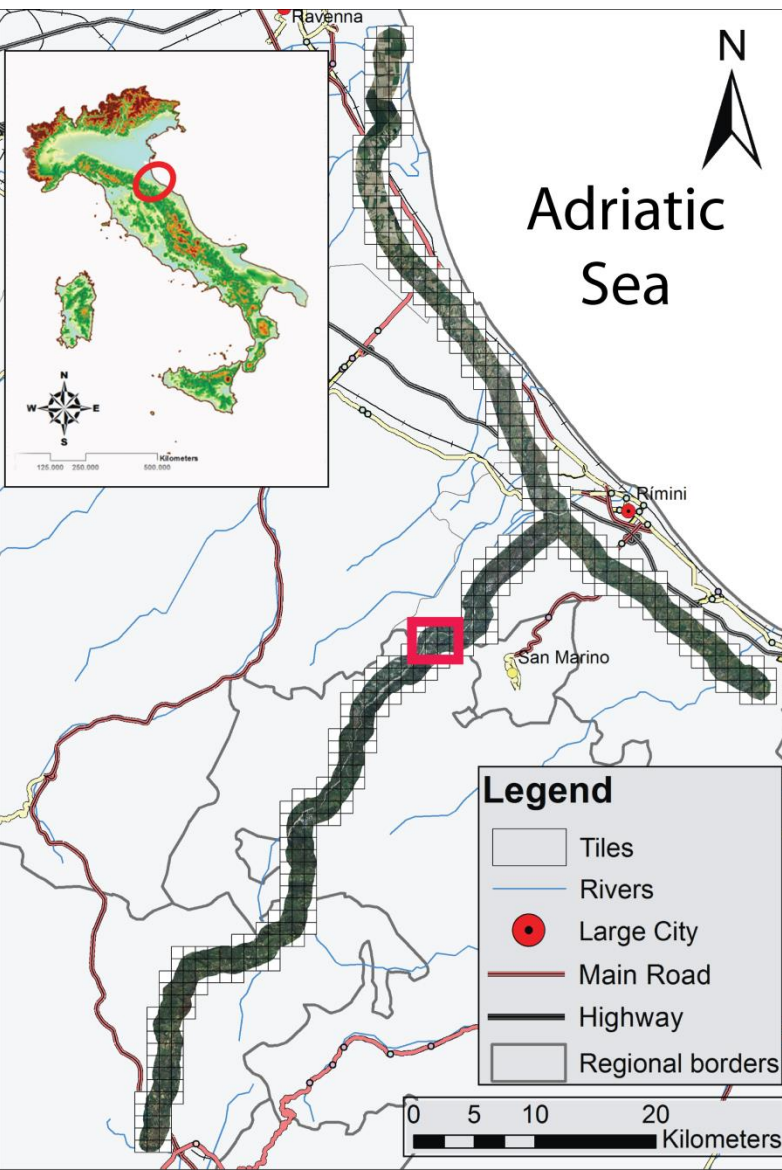 Ravenna
N
Adriatic
Sea
N
W
E
S
Kilometers
125,000 250,000 500,000
Rímini
San Marino
Legend
Tiles
Rivers
Large City
Main Road
Highway
Regional borders
0 5 10 20
Kilometers